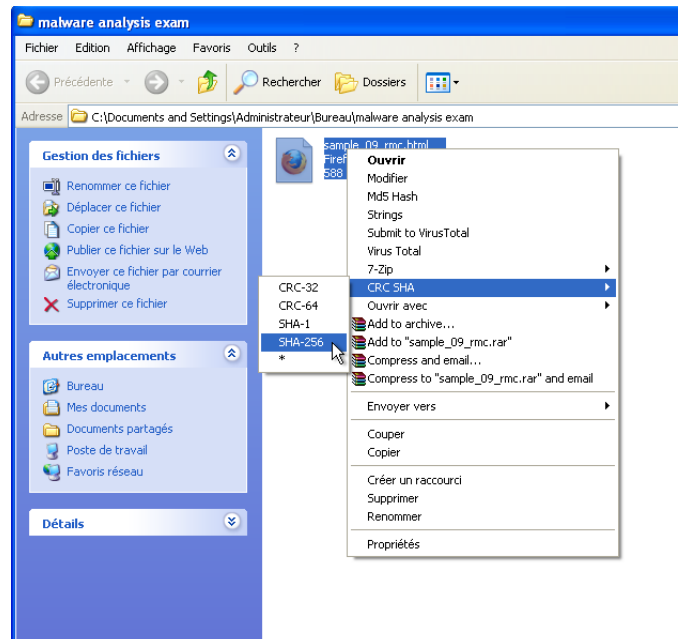 malware analysis exam
Fichier Edition Affichage Favoris Outils ?
Précédente Rechercher Dossiers
Adresse C:\Documents and Settings\Administrateur\Bureau\malware analysis exam
Gestion des fichiers
Renommer ce fichier
Déplacer ce fichier
Copier ce fichier
Publier ce fichier sur le Web
Envoyer ce fichier par courrier
électronique
Supprimer ce fichier
Autres emplacements
Bureau
Mes documents
Documents partagés
Poste de travail
Favoris réseau
Détails
sample_09_rmc.html
Firef
588
Ouvrir
Modifier
Md5 Hash
Strings
Submit to VirusTotal
Virus Total
7-Zip
CRC SHA
Ouvrir avec
Add to archive...
Add to "sample_09_rmc.rar"
Compress and email...
Compress to "sample_09_rmc.rar" and email
Envoyer vers
Couper
Copier
Créer un raccourci
Supprimer
Renommer
Propriétés
CRC-32
CRC-64
SHA-1
SHA-256
*